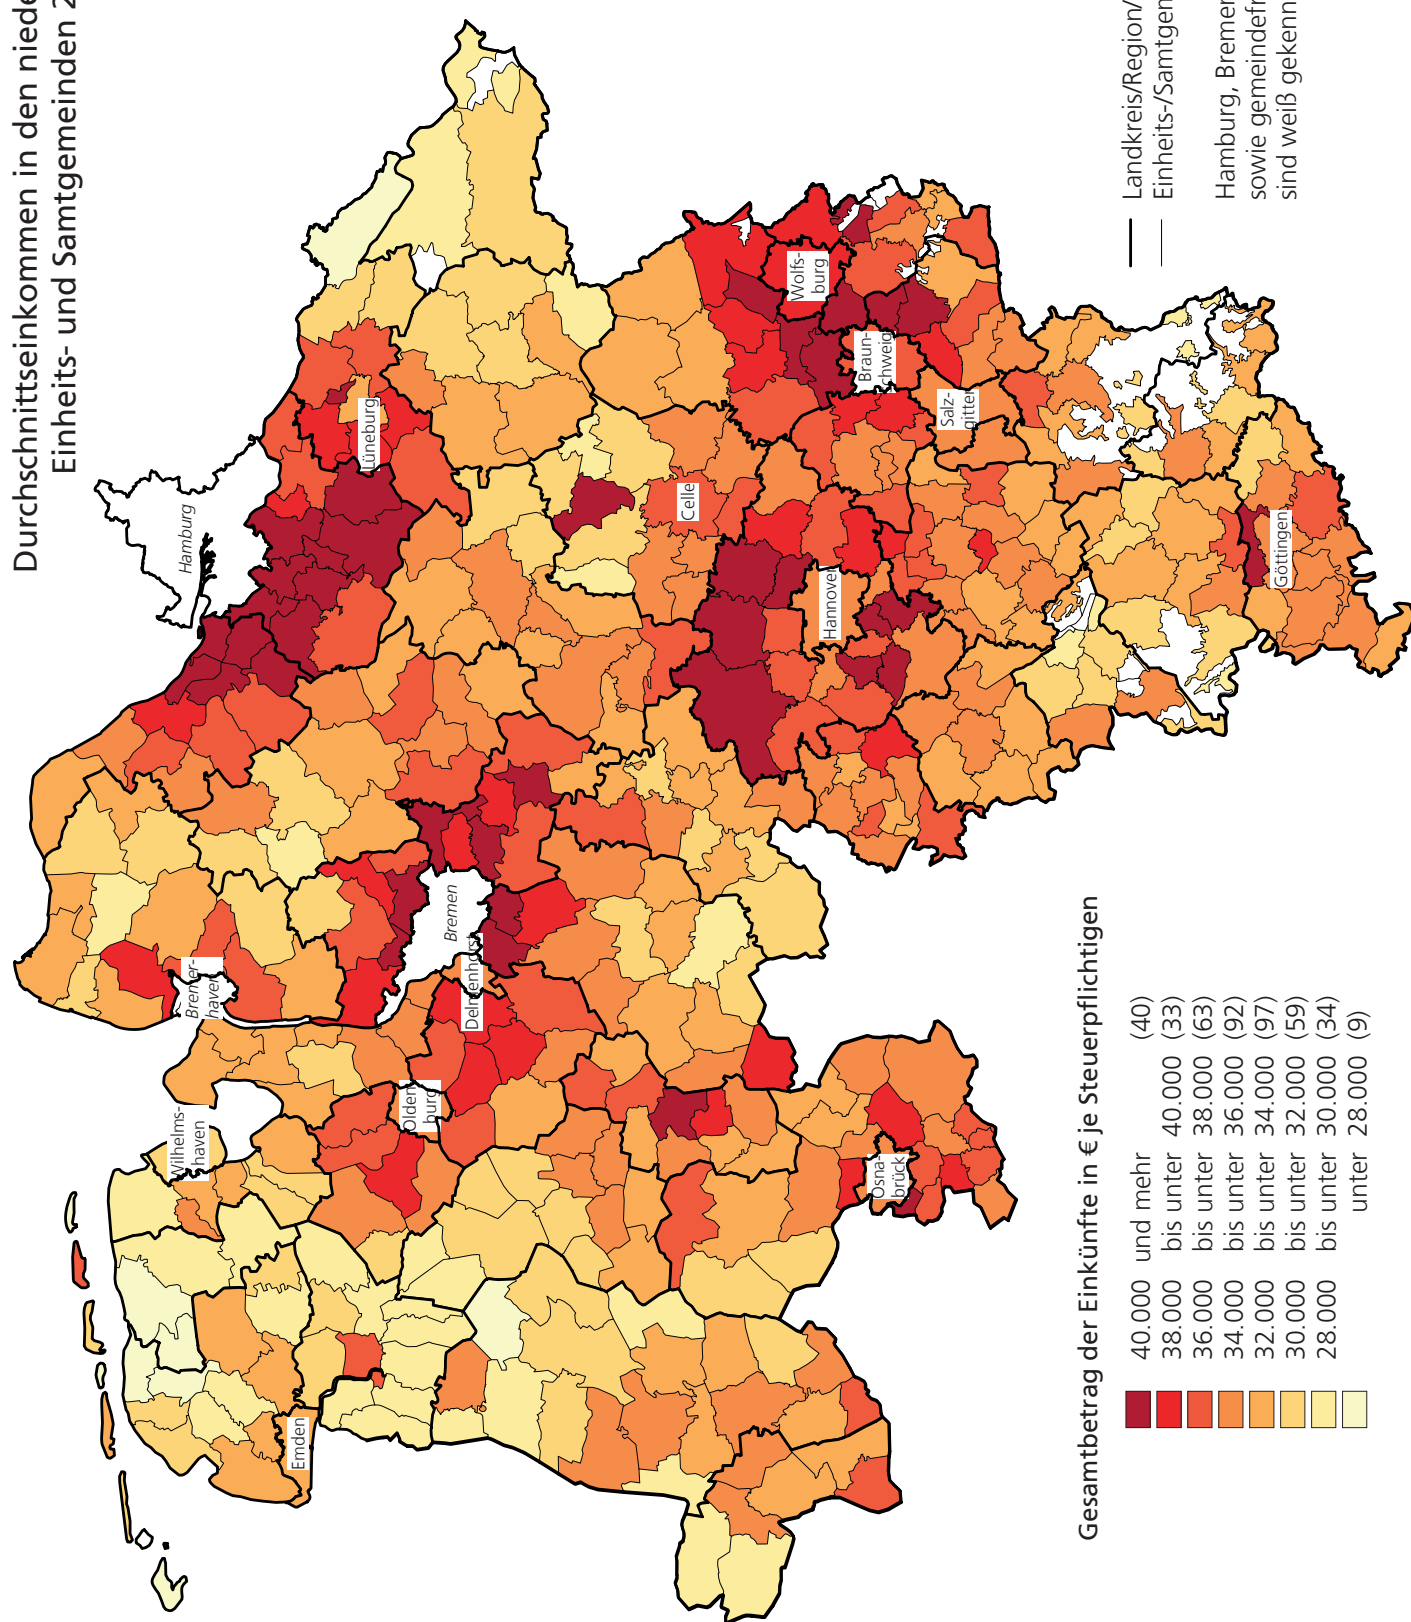 Durchschnittseinkommen in den niede
Einheits- und Samtgemeinden 2
Hamburg
Lüneburg
Bremer-
haven
Wilhelms-
haven
Emden
Bremen
Delmenhorst
Olden
burg
Celle
Wolfs-
burg
Braun-
schweig
Hannover
Salz-
gitter
Osna-
brück
Göttingen
Gesamtbetrag der Einkünfte in € je Steuerpflichtigen
40.000 und mehr (40)
38.000 bis unter 40.000 (33)
36.000 bis unter 38.000 (63)
34.000 bis unter 36.000 (92)
32.000 bis unter 34.000 (97)
30.000 bis unter 32.000 (59)
28.000 bis unter 30.000 (34)
unter 28.000 (9)
Landkreis/Region/
Einheits-/Samtgen
Hamburg, Bremer
sowie gemeindefr
sind weiß gekenn